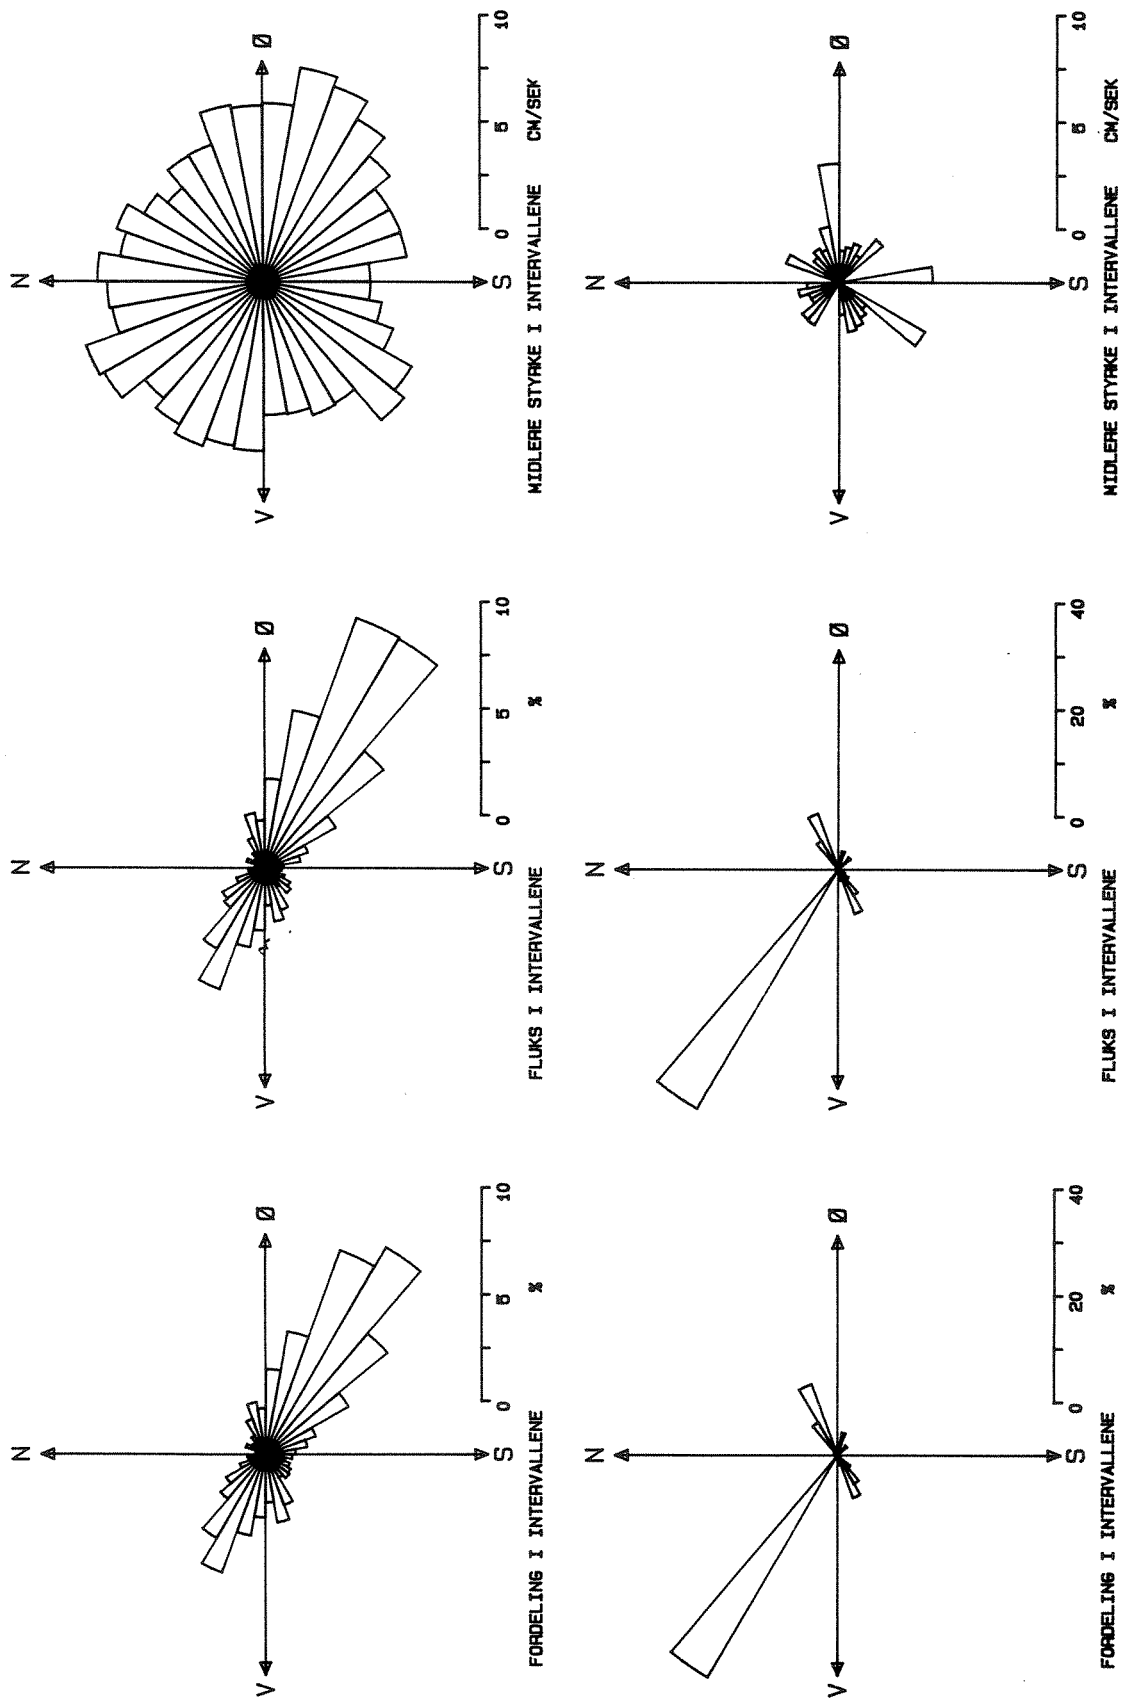 N
V Ø
S
0 5 10
FORDELING I INTERVALLENE %
N
V Ø
S
0 5 10
FLUKS I INTERVALLENE %
N
V Ø
S
0 5 10
MIDLERE STYRKE I INTERVALLENE CM/SEK
N
V Ø
S
0 20 40
FORDELING I INTERVALLENE %
N
V Ø
S
0 20 40
FLUKS I INTERVALLENE %
N
V Ø
S
0 5 10
MIDLERE STYRKE I INTERVALLENE CM/SEK